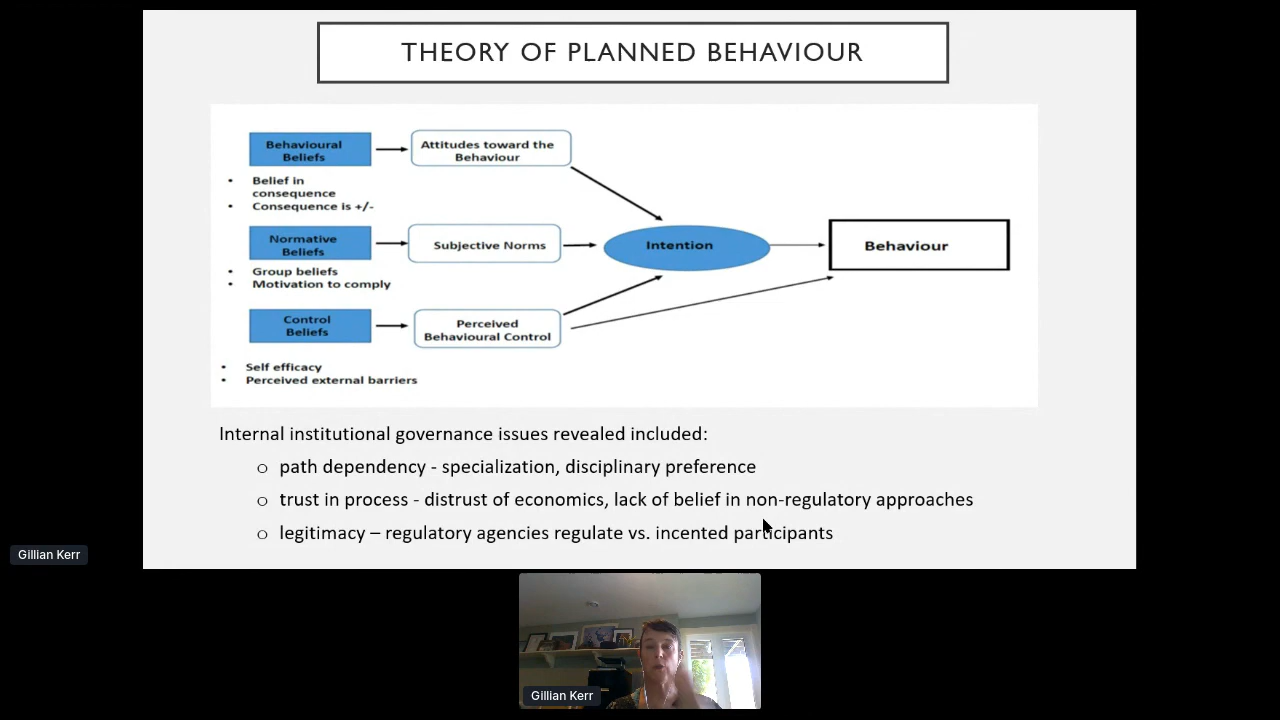 THEORY OF PLANNED BEHAVIOUR
Behavioural
Beliefs
Attitudes toward the
Behaviour
• Belief in
consequence
• Consequence is +/-
Normative
Beliefs
Subjective Norms
Intention
Behaviour
• Group beliefs
• Motivation to comply
Control
Beliefs
Perceived
Behavioural Control
• Self efficacy
• Perceived external barriers
Internal institutional governance issues revealed included:
o path dependency - specialization, disciplinary preference
o trust in process - distrust of economics, lack of belief in non-regulatory approaches
o legitimacy – regulatory agencies regulate vs. incented participants
Gillian Kerr
Gillian Kerr